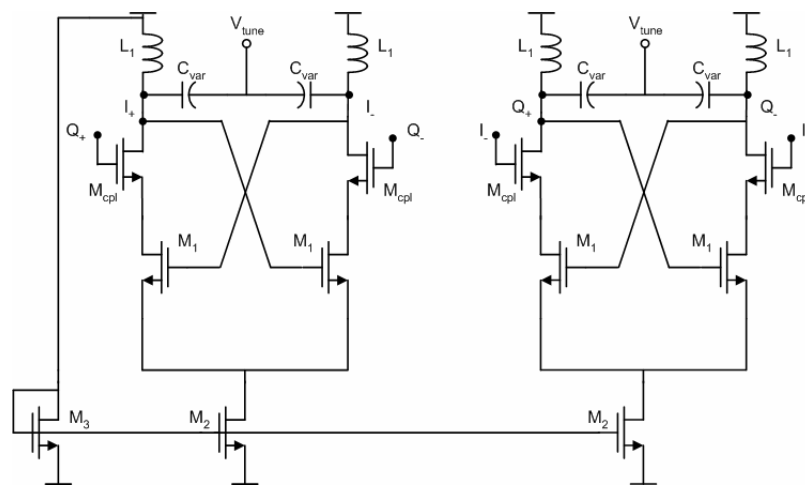 V_tune V_tune
L_1 L_1 L_1 L_1
C_var C_var C_var C_var
I_+ I_- Q_+ Q_-
Q_+ Q_- I_- I
M_cpl M_cpl M_cpl M_cp
M_1 M_1 M_1 M_1
M_3 M_2 M_2